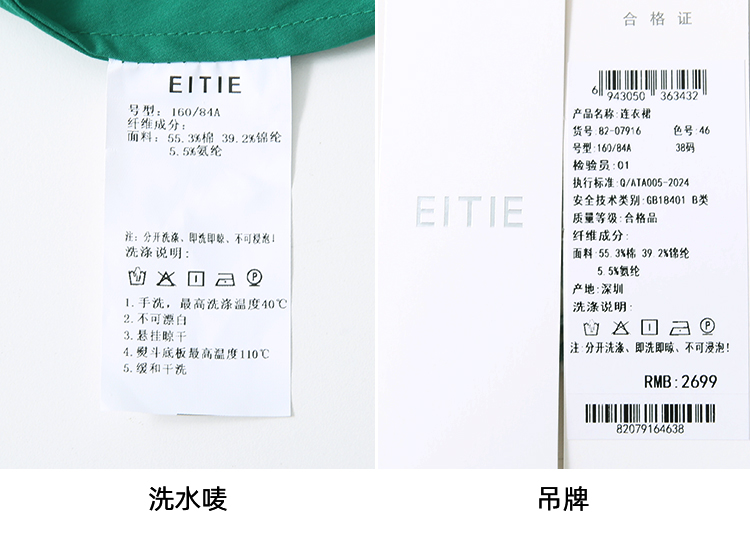 EITIE
号型: 160/84A
纤维成分:
面料: 55.3%棉 39.2%锦纶
5.5%氨纶
注: 分开洗涤、即洗即晾、不可浸泡!
洗涤说明:
1.手洗，最高洗涤温度40℃
2.不可漂白
3.悬挂晾干
4.熨斗底板最高温度110℃
5.缓和干洗
洗水唛
EITIE
合格证
6 943050 363432
产品名称:连衣裙
货号:82-07916 色号:46
号型:160/84A 38码
检验员:01
执行标准:Q/ATA005-2024
安全技术类别:GB18401 B类
质量等级:合格品
纤维成分:
面料:55.3%棉 39.2%锦纶
5.5%氨纶
产地:深圳
洗涤说明:
注:分开洗涤、即洗即晾、不可浸泡!
RMB:2699
82079164638
吊牌